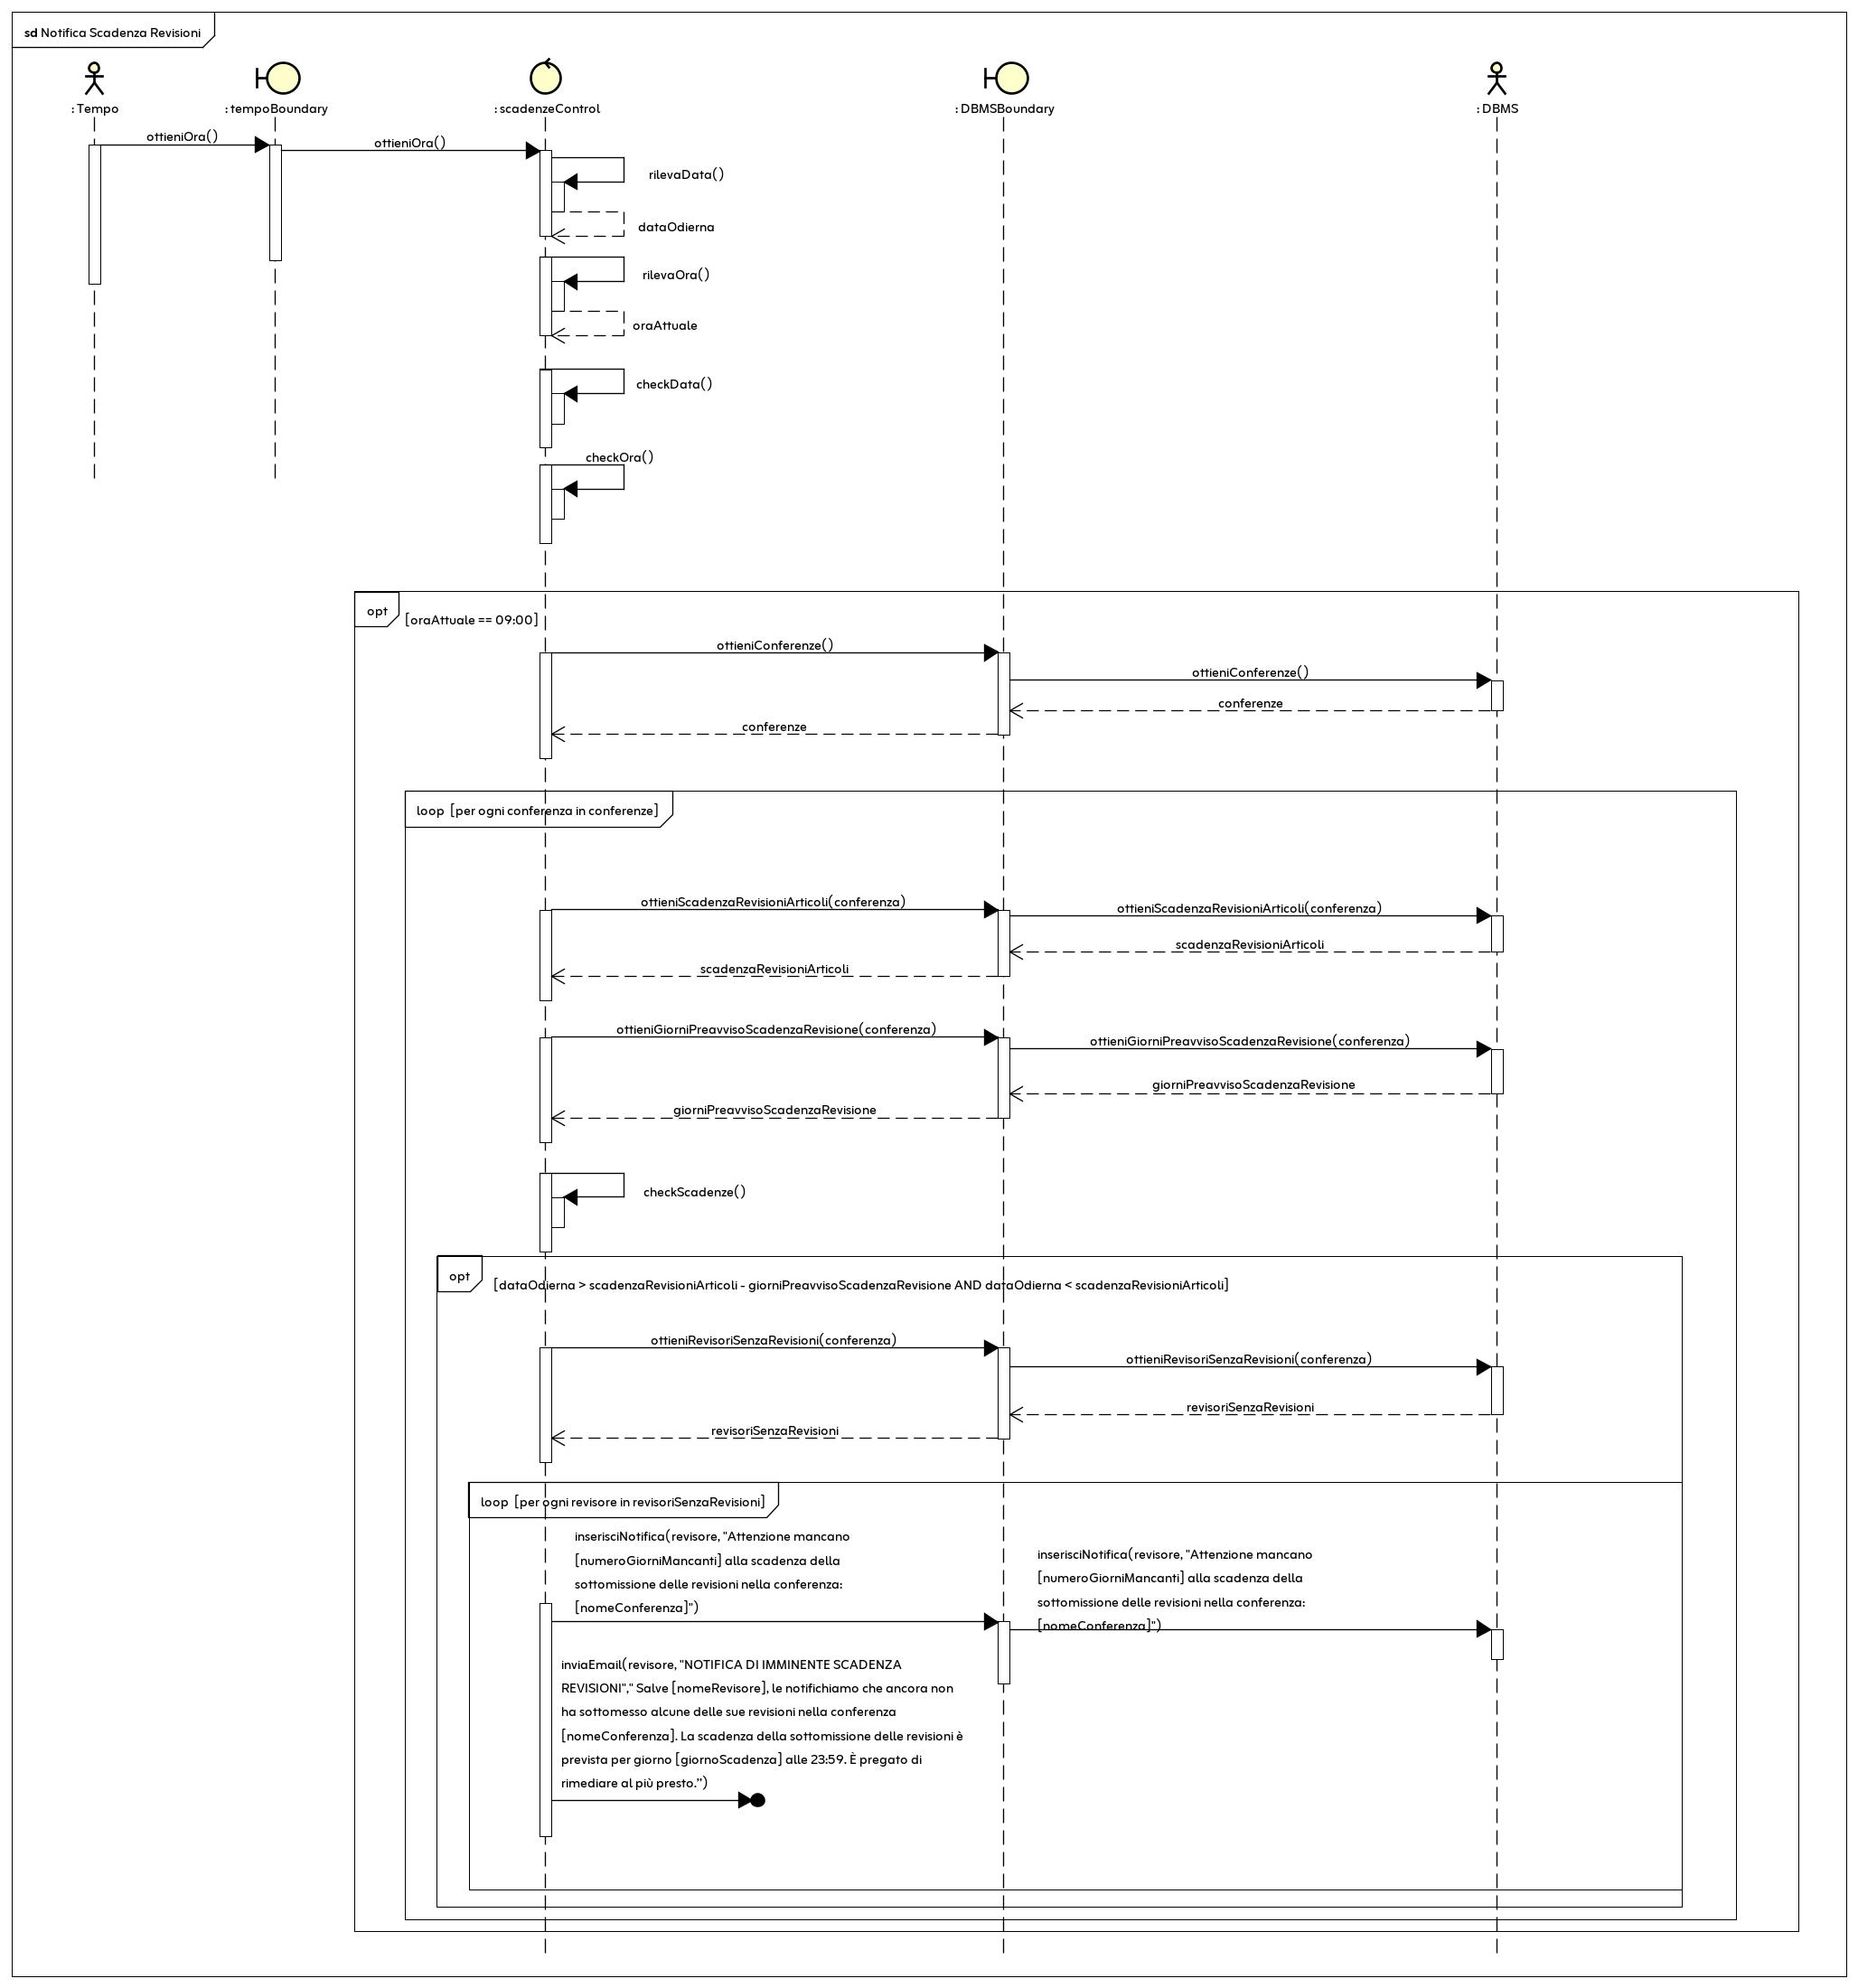 sd Notifica Scadenza Revisioni
: Tempo
: tempoBoundary
: scadenzeControl
: DBMSBoundary
: DBMS
ottieniOra()
ottieniOra()
rilevaData()
dataOdierna
rilevaOra()
oraAttuale
checkData()
checkOra()
opt
[oraAttuale == 09:00]
ottieniConferenze()
ottieniConferenze()
conferenze
conferenze
loop [per ogni conferenza in conferenze]
ottieniScadenzaRevisioniArticoli(conferenza)
ottieniScadenzaRevisioniArticoli(conferenza)
scadenzaRevisioniArticoli
scadenzaRevisioniArticoli
ottieniGiorniPreavvisoScadenzaRevisione(conferenza)
ottieniGiorniPreavvisoScadenzaRevisione(conferenza)
giorniPreavvisoScadenzaRevisione
giorniPreavvisoScadenzaRevisione
checkScadenze()
opt
[dataOdierna > scadenzaRevisioniArticoli - giorniPreavvisoScadenzaRevisione AND dataOdierna < scadenzaRevisioniArticoli]
ottieniRevisoriSenzaRevisioni(conferenza)
ottieniRevisoriSenzaRevisioni(conferenza)
revisoriSenzaRevisioni
revisoriSenzaRevisioni
loop [per ogni revisore in revisoriSenzaRevisioni]
inserisciNotifica(revisore, "Attenzione mancano
[numeroGiorniMancanti] alla scadenza della
sottomissione delle revisioni nella conferenza:
[nomeConferenza]")
inserisciNotifica(revisore, "Attenzione mancano
[numeroGiorniMancanti] alla scadenza della
sottomissione delle revisioni nella conferenza:
[nomeConferenza]")
inviaEmail(revisore, "NOTIFICA DI IMMINENTE SCADENZA
REVISIONI"," Salve [nomeRevisore], le notifichiamo che ancora non
ha sottomesso alcune delle sue revisioni nella conferenza
[nomeConferenza]. La scadenza della sottomissione delle revisioni è
prevista per giorno [giornoScadenza] alle 23:59. È pregato di
rimediare al più presto.”)